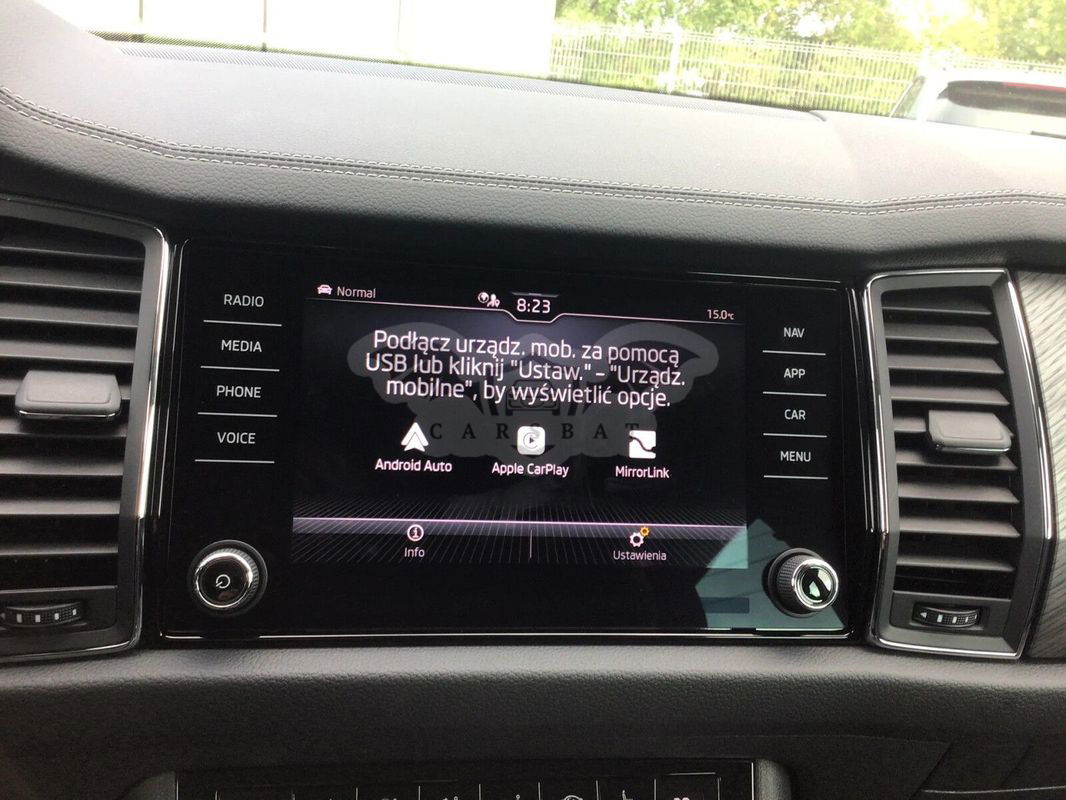 Normal
8:23
15.0°C
RADIO
MEDIA
PHONE
VOICE
Podłącz urządz. mob. za pomocą
USB lub kliknij "Ustaw." - "Urządz.
mobilne", by wyświetlić opcje.
CARSBAT
Android Auto
Apple CarPlay
MirrorLink
Info
Ustawienia
NAV
APP
CAR
MENU